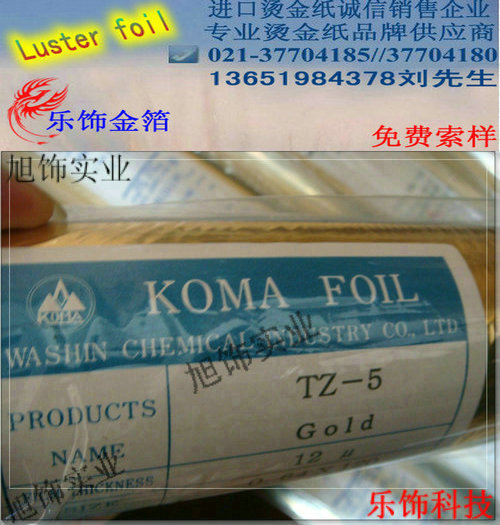 Luster foil
进口烫金纸诚信销售企业
专业烫金纸品牌供应商
021-37704185//37704180
13651984378刘先生
乐饰金箔
免费索样
旭饰实业
KOMA
KOMA FOIL
WASHIN CHEMICAL INDUSTRY CO., LTD
旭饰实业
PRODUCTS
NAME
TZ-5
Gold
12 μ
旭饰实业
THICKNESS
乐饰科技